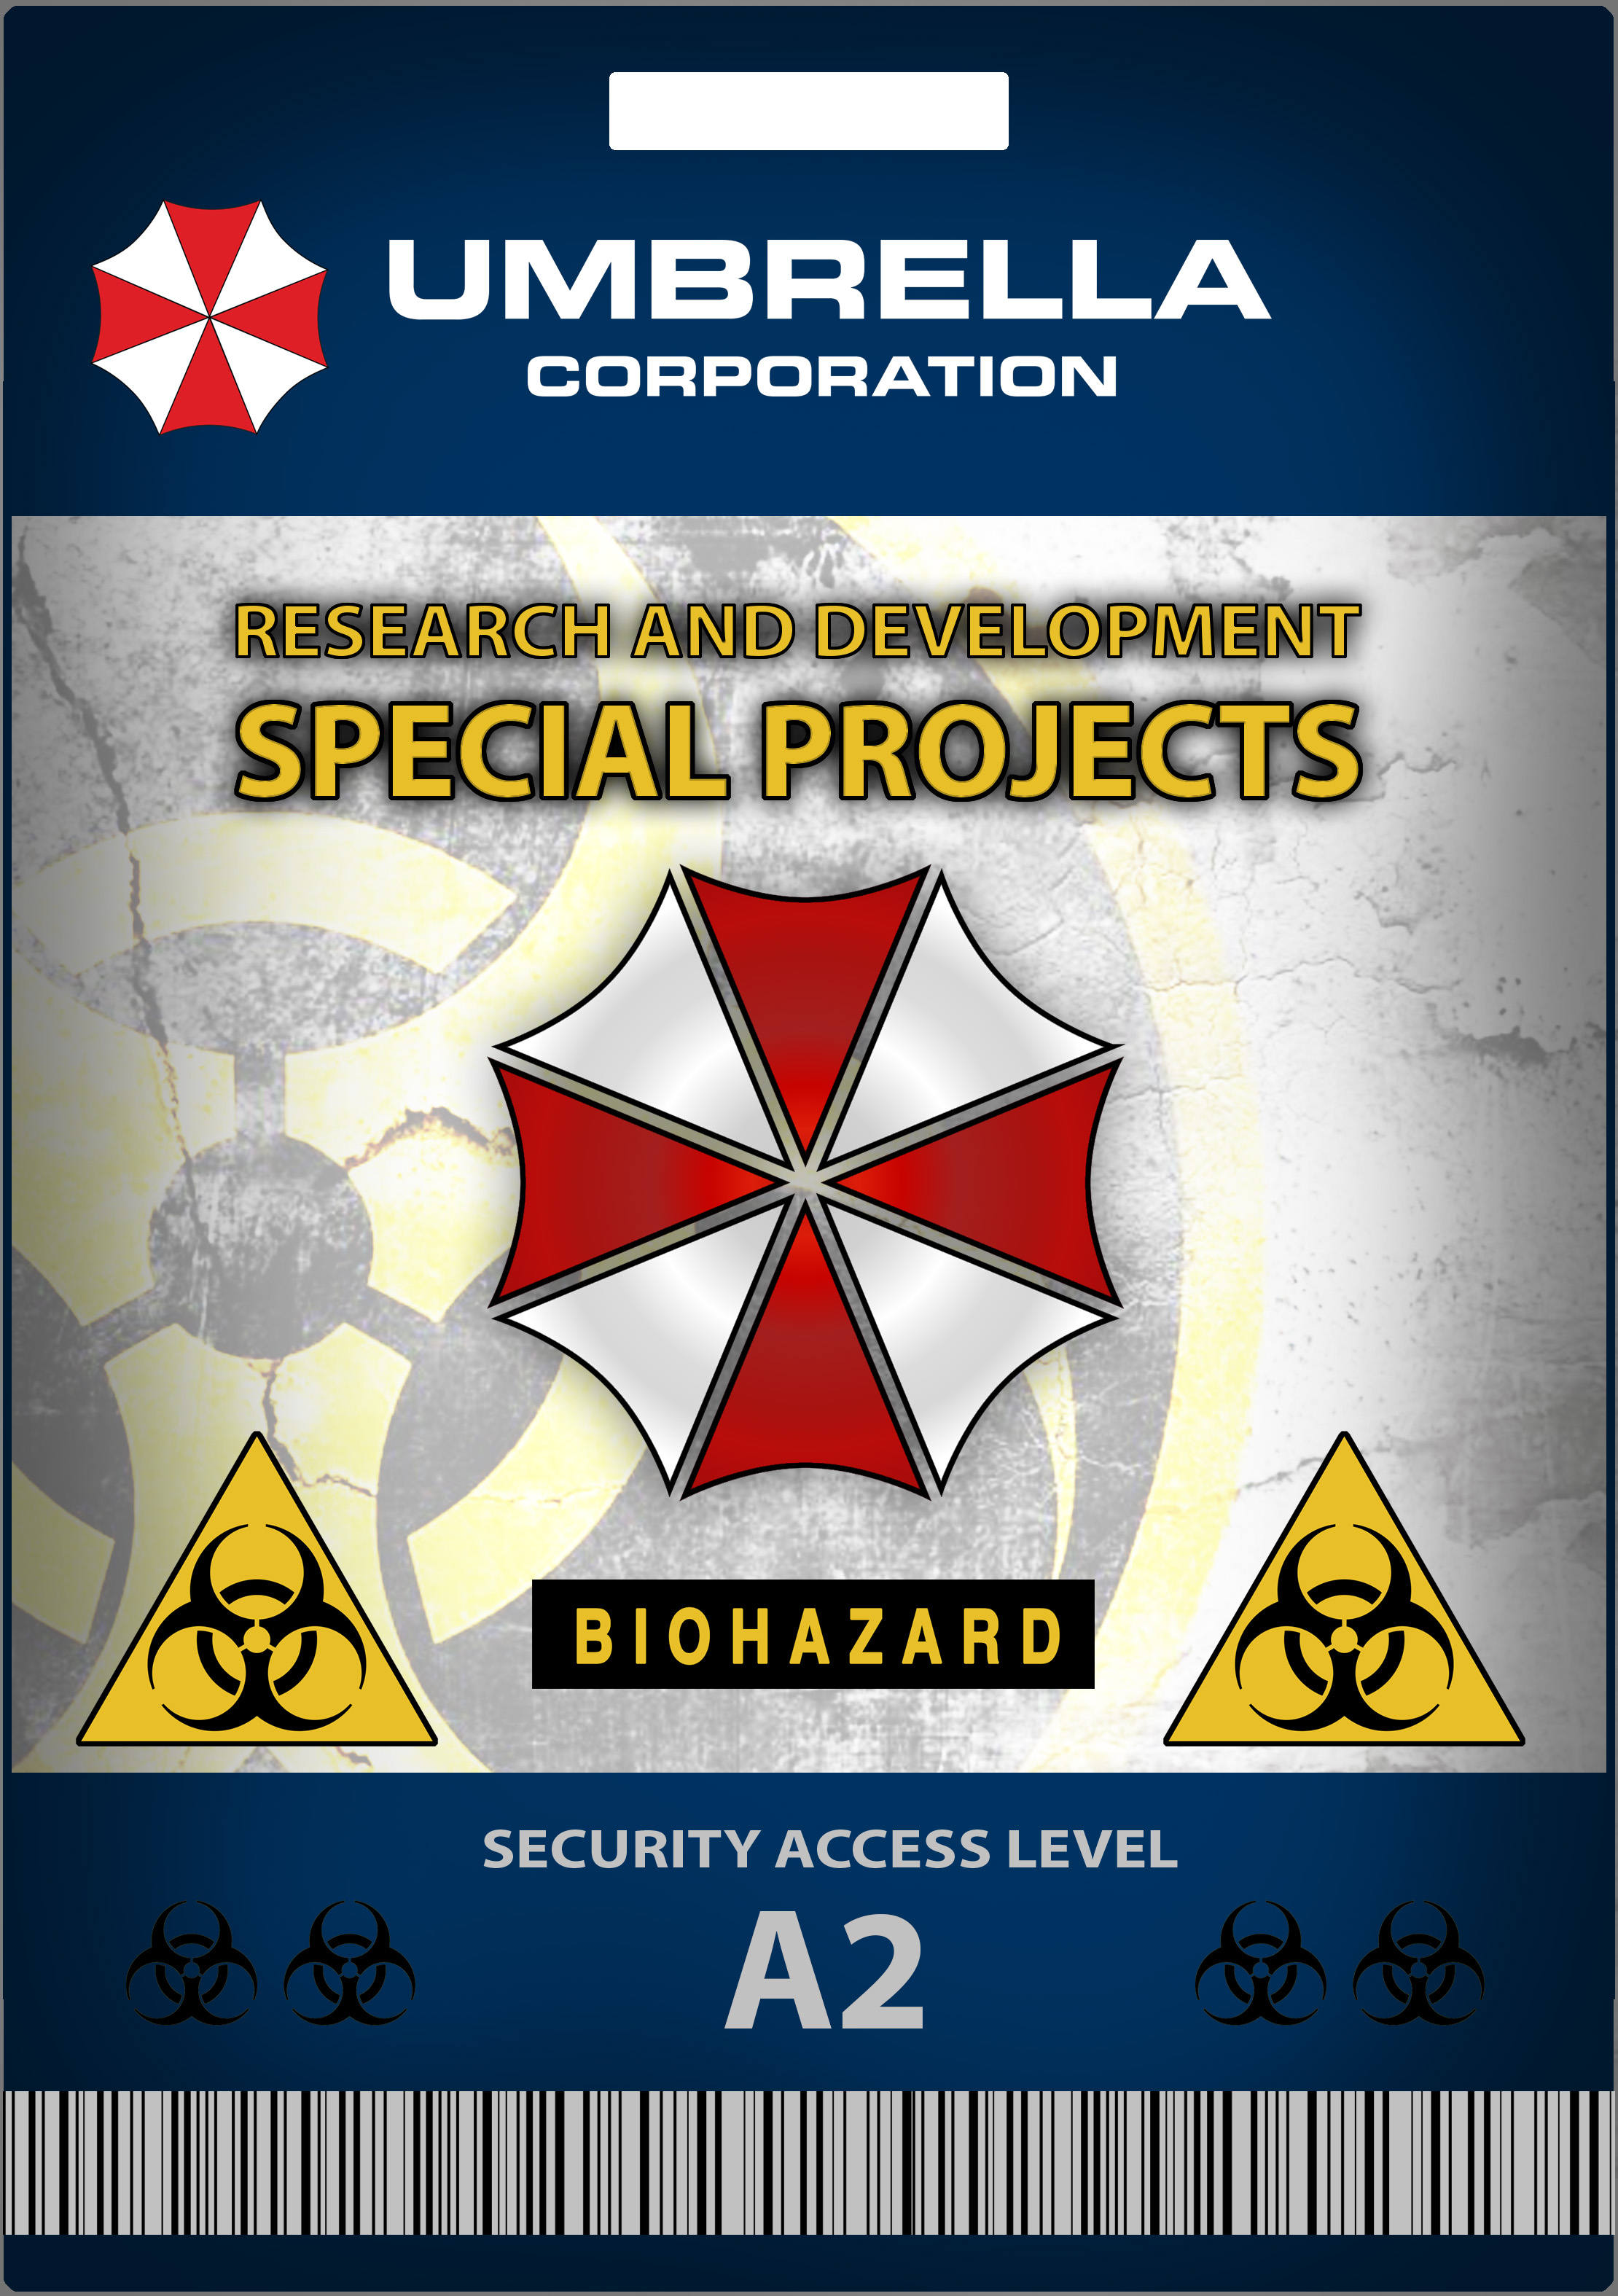 UMBRELLA
CORPORATION
RESEARCH AND DEVELOPMENT
SPECIAL PROJECTS
BIOHAZARD
SECURITY ACCESS LEVEL
A2